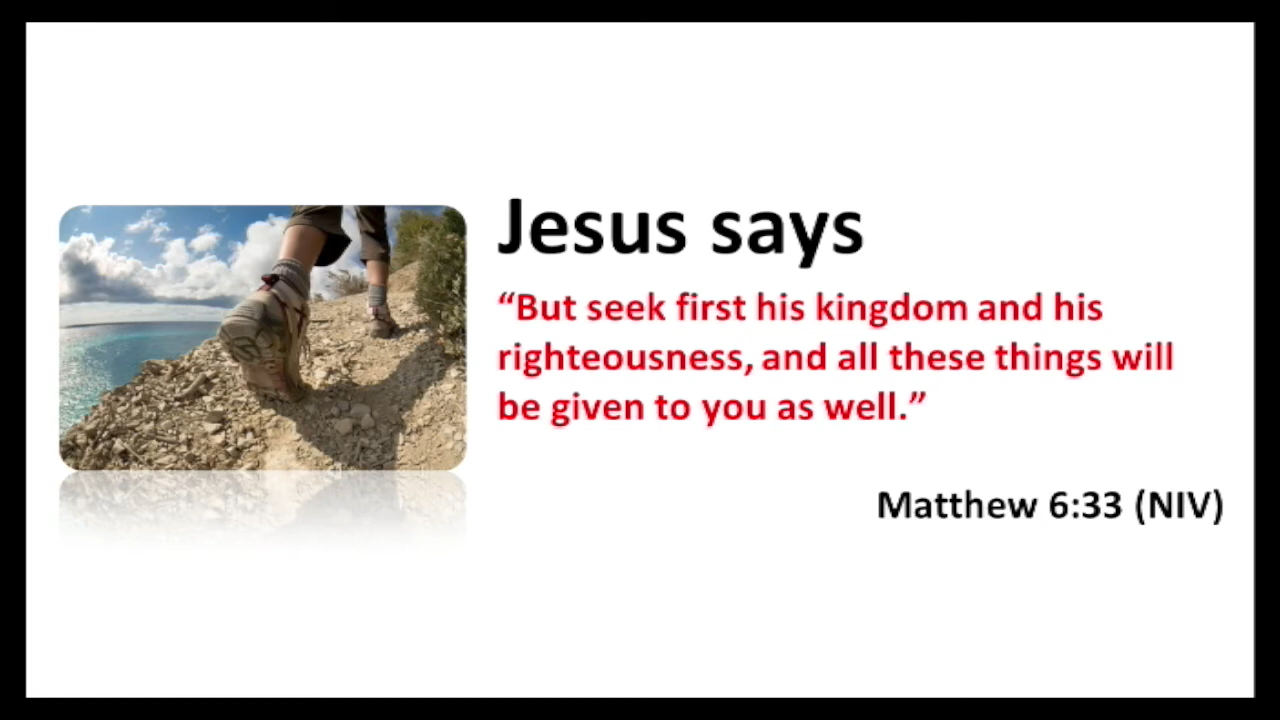 Jesus says
“But seek first his kingdom and his
righteousness, and all these things will
be given to you as well.”
Matthew 6:33 (NIV)